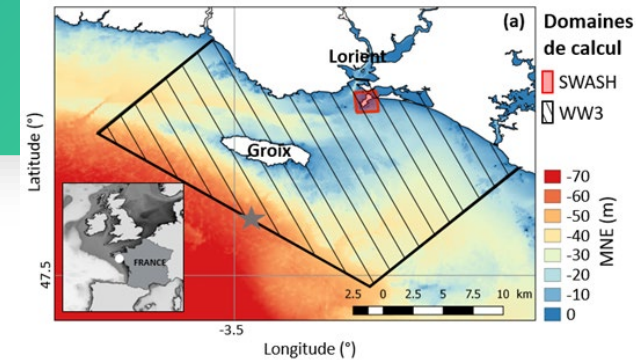 (a)
Domaines
de calcul
SWASH
WW3
Lorient
Groix
Latitude (°)
47.5
FRANCE
-70
-60
-50
-40
-30
-20
-10
0
MNE (m)
2.5 0 2.5 5 7.5 10 km
-3.5
Longitude (°)